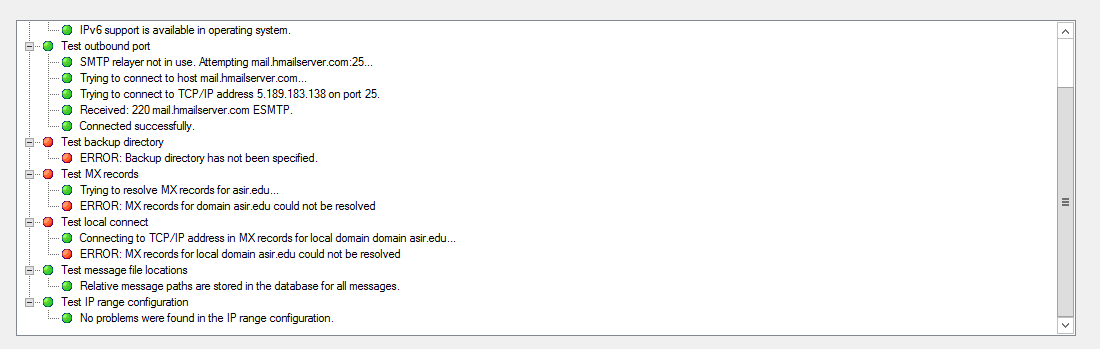 IPv6 support is available in operating system.
Test outbound port
SMTP relayer not in use. Attempting mail.hmailserver.com:25...
Trying to connect to host mail.hmailserver.com...
Trying to connect to TCP/IP address 5.189.183.138 on port 25.
Received: 220 mail.hmailserver.com ESMTP.
Connected successfully.
Test backup directory
ERROR: Backup directory has not been specified.
Test MX records
Trying to resolve MX records for asir.edu...
ERROR: MX records for domain asir.edu could not be resolved
Test local connect
Connecting to TCP/IP address in MX records for local domain domain asir.edu...
ERROR: MX records for local domain asir.edu could not be resolved
Test message file locations
Relative message paths are stored in the database for all messages.
Test IP range configuration
No problems were found in the IP range configuration.